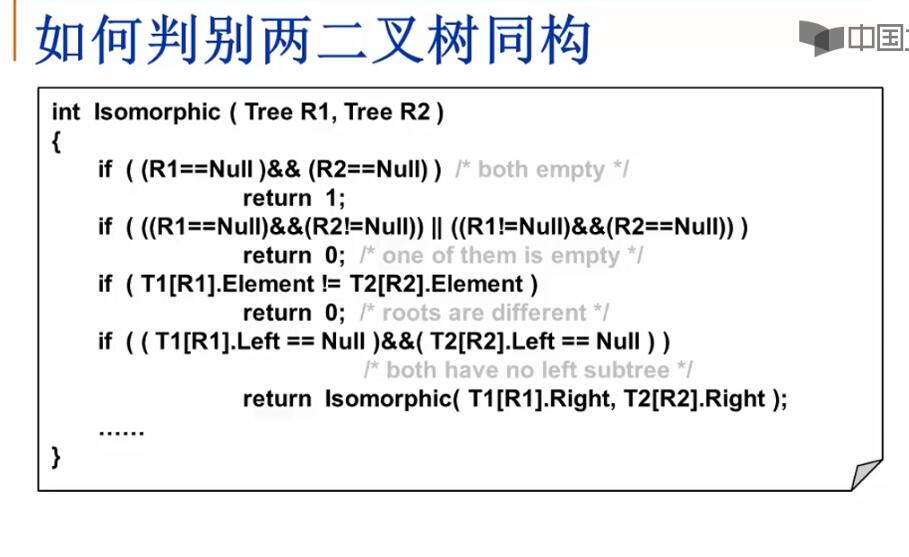 如何判别两二叉树同构
中国
int Isomorphic ( Tree R1, Tree R2 )
{
if ( (R1==Null )&& (R2==Null) ) /* both empty */
return 1;
if ( ((R1==Null)&&(R2!=Null)) || ((R1!=Null)&&(R2==Null)) )
return 0; /* one of them is empty */
if ( T1[R1].Element != T2[R2].Element )
return 0; /* roots are different */
if ( ( T1[R1].Left == Null )&&( T2[R2].Left == Null ) )
/* both have no left subtree */
return Isomorphic( T1[R1].Right, T2[R2].Right );
......
}